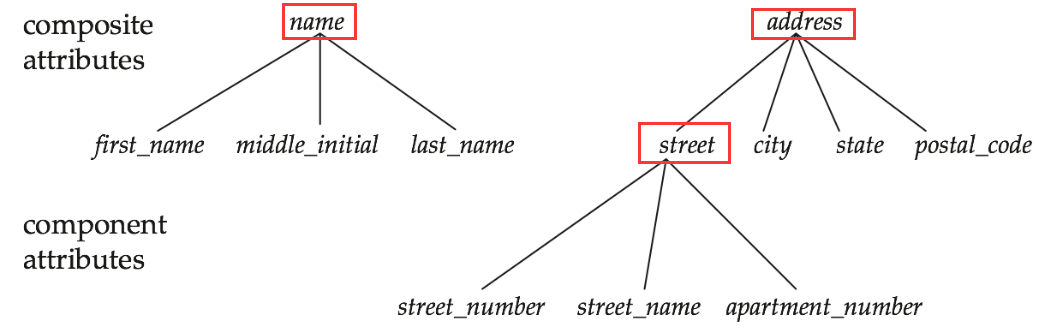 composite
attributes
name
address
first_name
middle_initial
last_name
street
city
state
postal_code
component
attributes
street_number
street_name
apartment_number